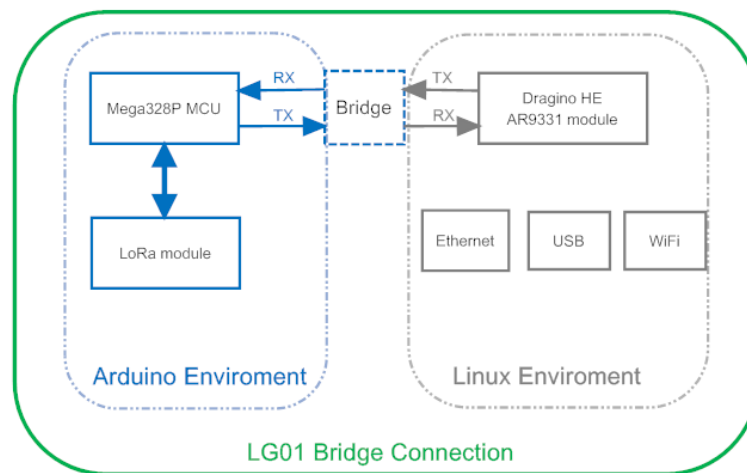 RX
TX
Mega328P MCU
Bridge
Dragino HE
AR9331 module
TX
RX
LoRa module
Ethernet
USB
WiFi
Arduino Enviroment
Linux Enviroment
LG01 Bridge Connection